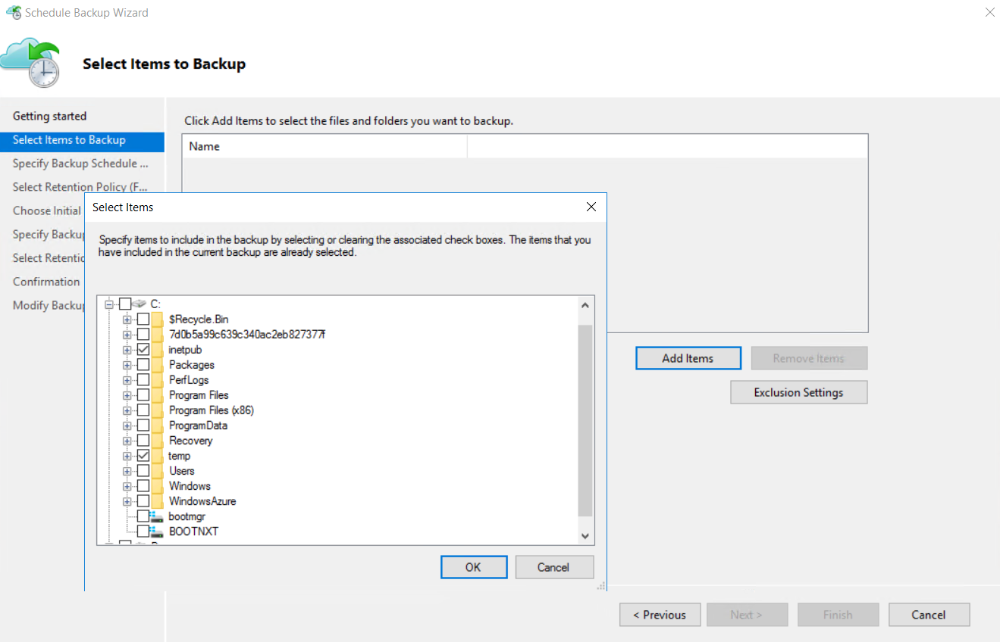 Schedule Backup Wizard
Select Items to Backup
Getting started
Select Items to Backup
Specify Backup Schedule ...
Select Retention Policy (F...
Choose Initial
Specify
Select
Confirmation
Modify
Click Add Items to select the files and folders you want to backup.
Name
Select Items
Specify items to include in the backup by selecting or clearing the associated check boxes. The items that you
have included in the current backup are already selected.
C:
$Recycle.Bin
7d0b5a99c639c340ac2eb827377f
inetpub
Packages
PerfLogs
Program Files
Program Files (x86)
ProgramData
Recovery
temp
Users
Windows
WindowsAzure
bootmgr
BOOTNXT
OK
Cancel
Add Items
Remove Items
Exclusion Settings
< Previous
Next >
Finish
Cancel